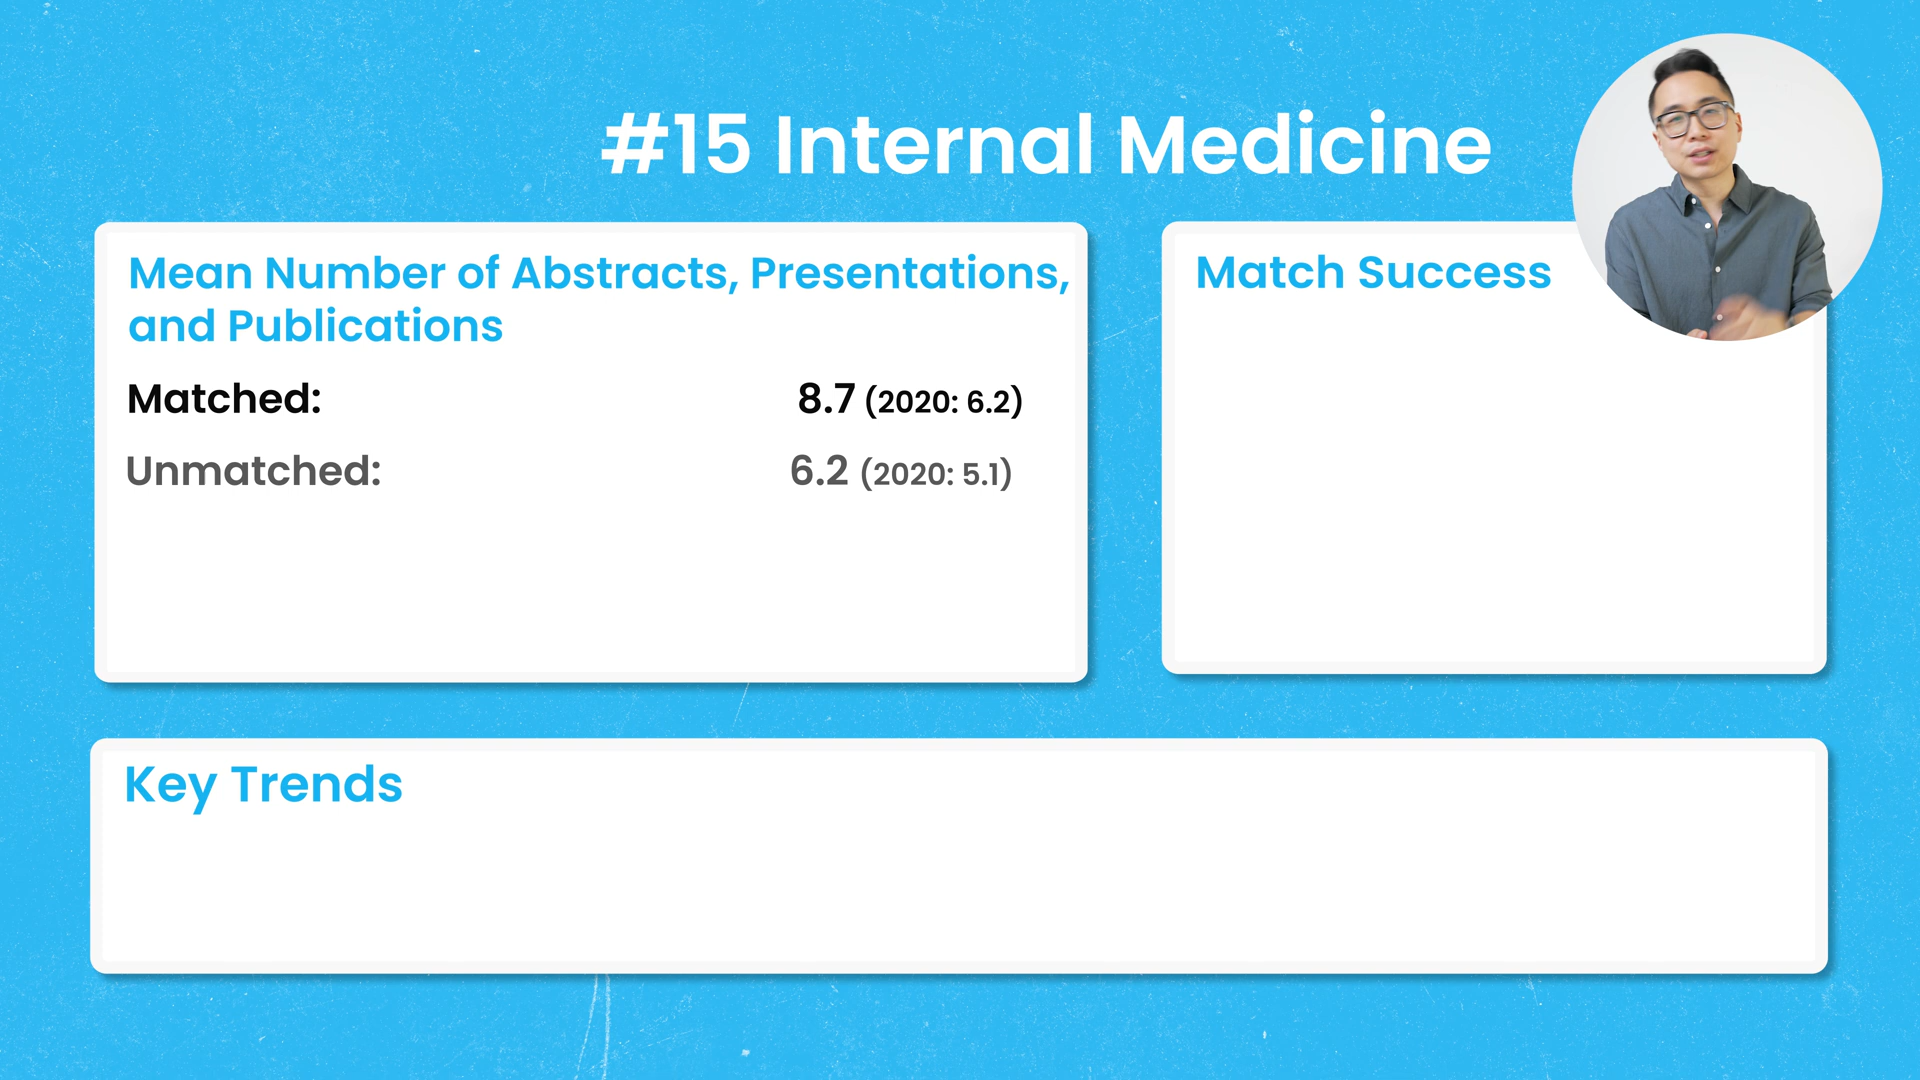 #15 Internal Medicine
Mean Number of Abstracts, Presentations,
and Publications
Matched: 8.7 (2020: 6.2)
Unmatched: 6.2 (2020: 5.1)
Match Success
Key Trends